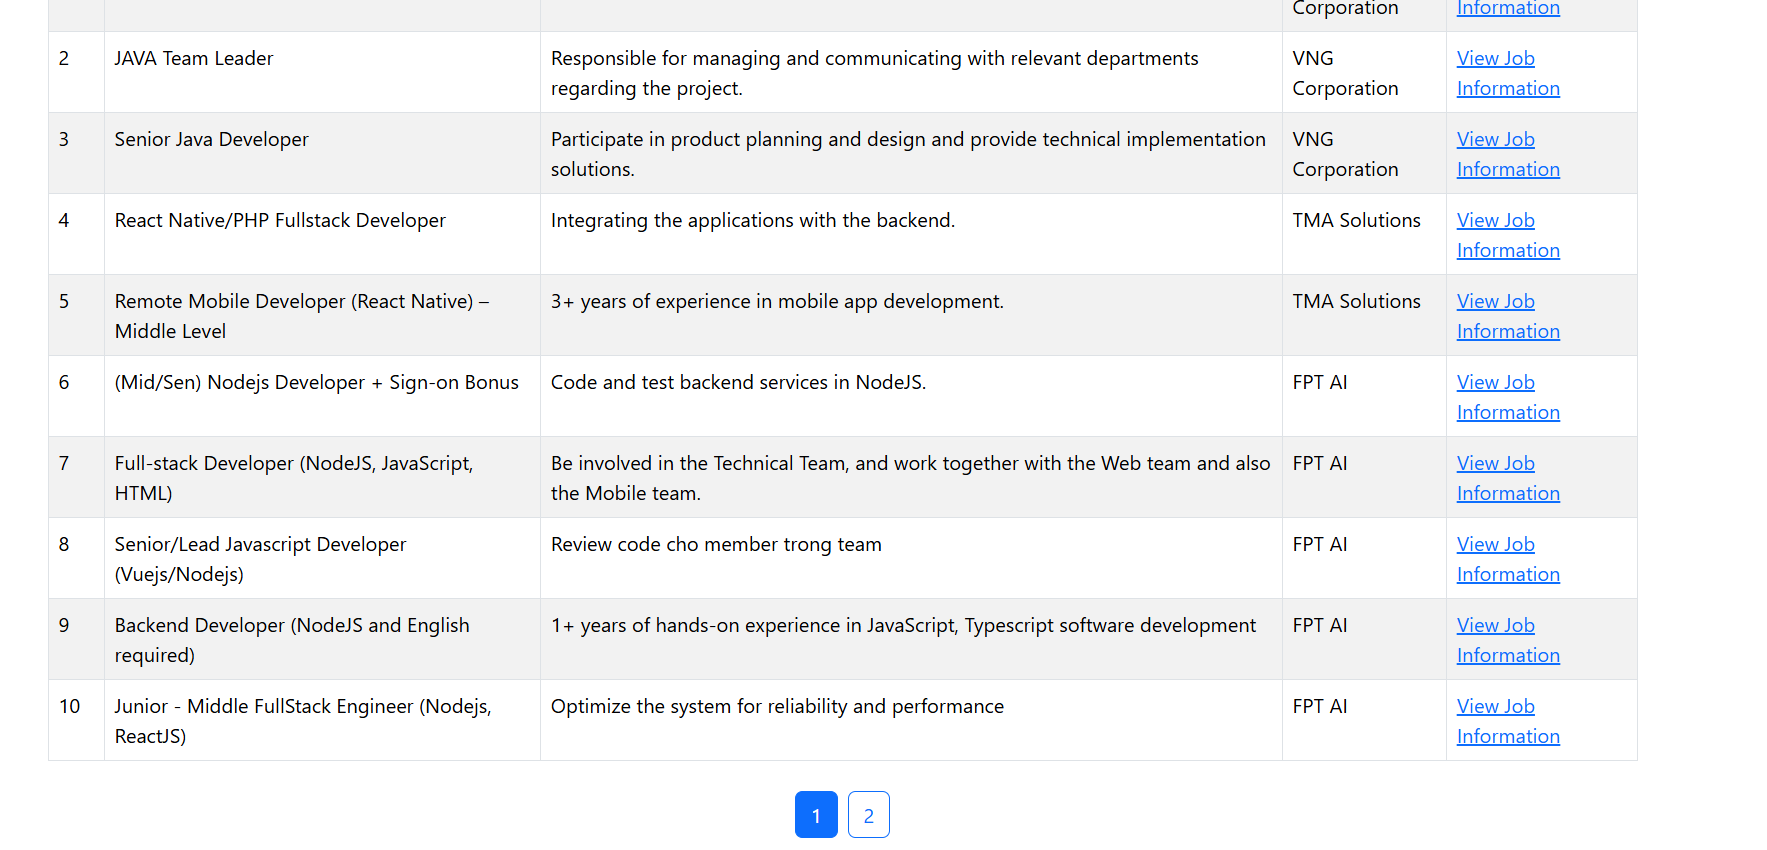 Corporation Information
2 JAVA Team Leader Responsible for managing and communicating with relevant departments VNG View Job
regarding the project. Corporation Information
3 Senior Java Developer Participate in product planning and design and provide technical implementation VNG View Job
solutions. Corporation Information
4 React Native/PHP Fullstack Developer Integrating the applications with the backend. TMA Solutions View Job
Information
5 Remote Mobile Developer (React Native) – 3+ years of experience in mobile app development. TMA Solutions View Job
Middle Level Information
6 (Mid/Sen) Nodejs Developer + Sign-on Bonus Code and test backend services in NodeJS. FPT AI View Job
Information
7 Full-stack Developer (NodeJS, JavaScript, Be involved in the Technical Team, and work together with the Web team and also FPT AI View Job
HTML) the Mobile team. Information
8 Senior/Lead Javascript Developer Review code cho member trong team FPT AI View Job
(Vuejs/Nodejs) Information
9 Backend Developer (NodeJS and English 1+ years of hands-on experience in JavaScript, Typescript software development FPT AI View Job
required) Information
10 Junior - Middle FullStack Engineer (Nodejs, Optimize the system for reliability and performance FPT AI View Job
ReactJS) Information
1 2